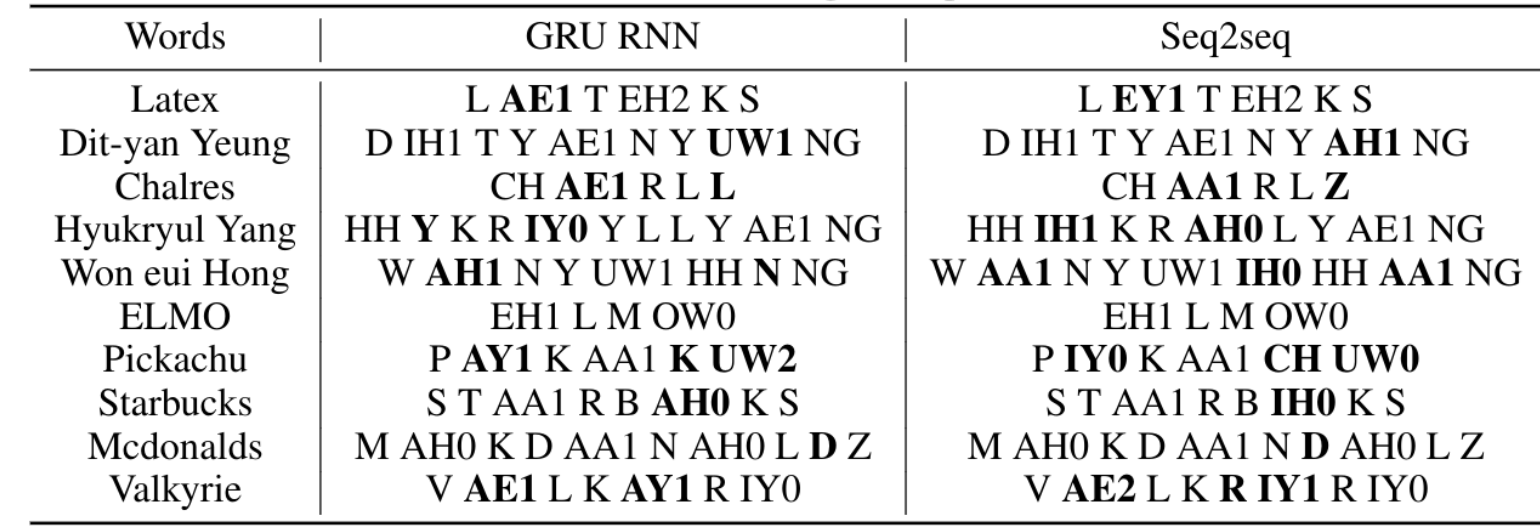 Words GRU RNN Seq2seq
Latex L AE1 T EH2 K S L EY1 T EH2 K S
Dit-yan Yeung D IH1 T Y AE1 N Y UW1 NG D IH1 T Y AE1 N Y AH1 NG
Chalres CH AE1 R L L CH AA1 R L Z
Hyukryul Yang HH Y K R IY0 Y L L Y AE1 NG HH IH1 K R AH0 L Y AE1 NG
Won eui Hong W AH1 N Y UW1 HH N NG W AA1 N Y UW1 IH0 HH AA1 NG
ELMO EH1 L M OW0 EH1 L M OW0
Pickachu P AY1 K AA1 K UW2 P IY0 K AA1 CH UW0
Starbucks S T AA1 R B AH0 K S S T AA1 R B IH0 K S
Mcdonalds M AH0 K D AA1 N AH0 L D Z M AH0 K D AA1 N D AH0 L Z
Valkyrie V AE1 L K AY1 R IY0 V AE2 L K R IY1 R IY0